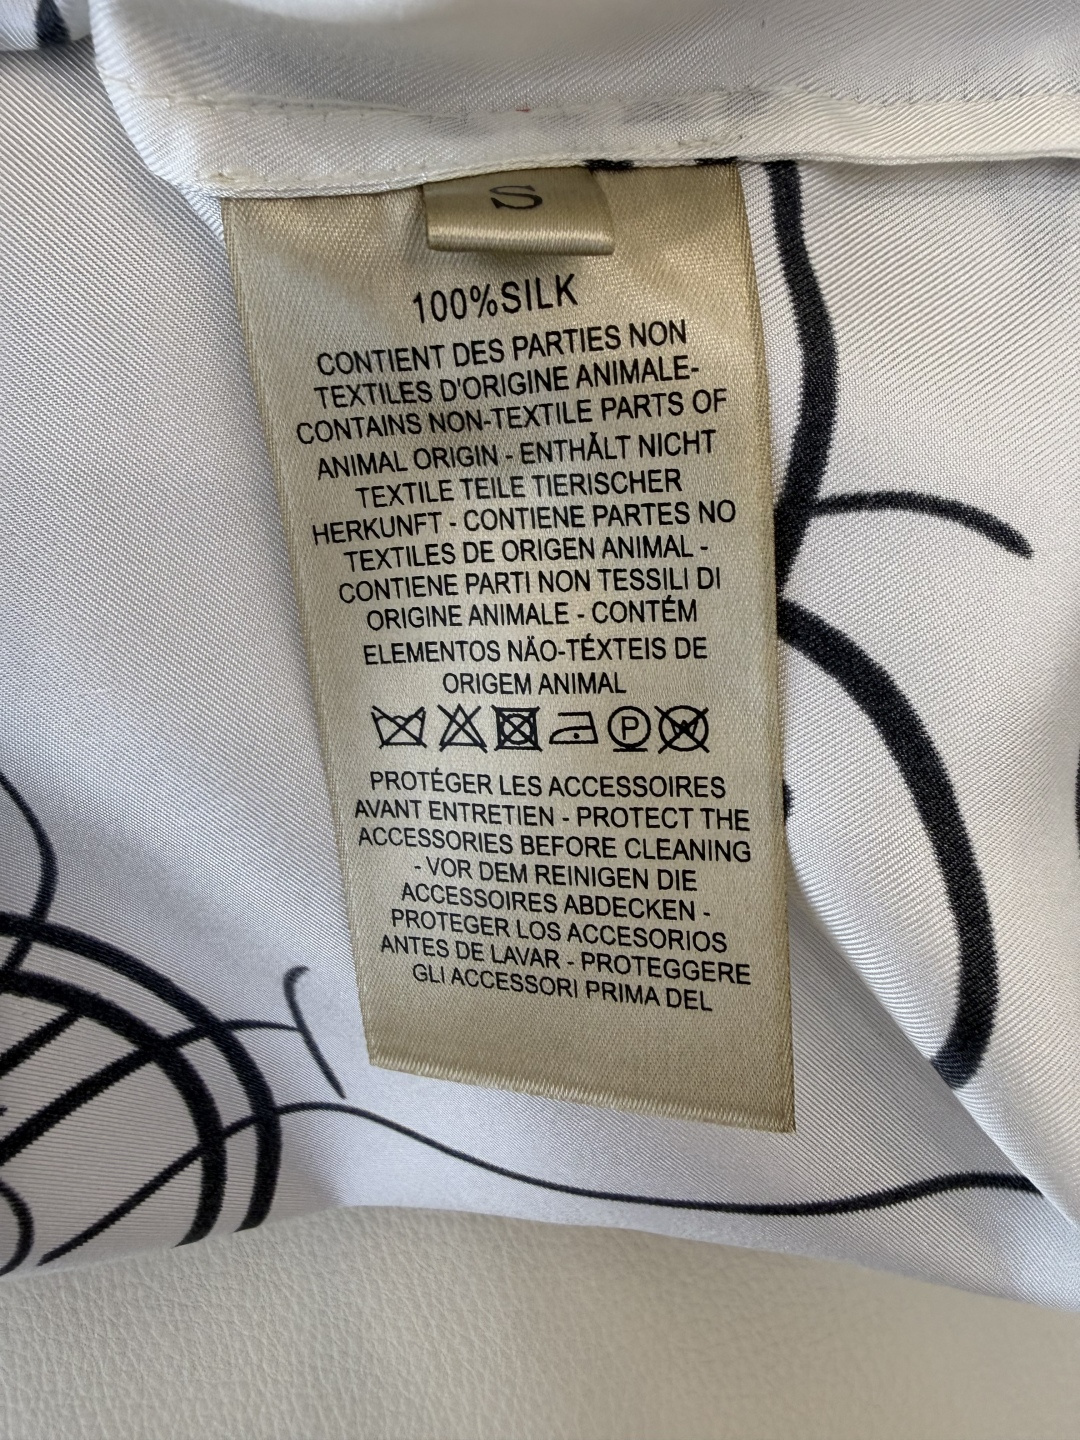 S
100%SILK
CONTIENT DES PARTIES NON
TEXTILES D'ORIGINE ANIMALE-
CONTAINS NON-TEXTILE PARTS OF
ANIMAL ORIGIN - ENTHĂLT NICHT
TEXTILE TEILE TIERISCHER
HERKUNFT - CONTIENE PARTES NO
TEXTILES DE ORIGEN ANIMAL -
CONTIENE PARTI NON TESSILI DI
ORIGINE ANIMALE - CONTÉM
ELEMENTOS NÄO-TÉXTEIS DE
ORIGEM ANIMAL
P W
PROTÉGER LES ACCESSOIRES
AVANT ENTRETIEN - PROTECT THE
ACCESSORIES BEFORE CLEANING
- VOR DEM REINIGEN DIE
ACCESSOIRES ABDECKEN -
PROTEGER LOS ACCESORIOS
ANTES DE LAVAR - PROTEGGERE
GLI ACCESSORI PRIMA DEL